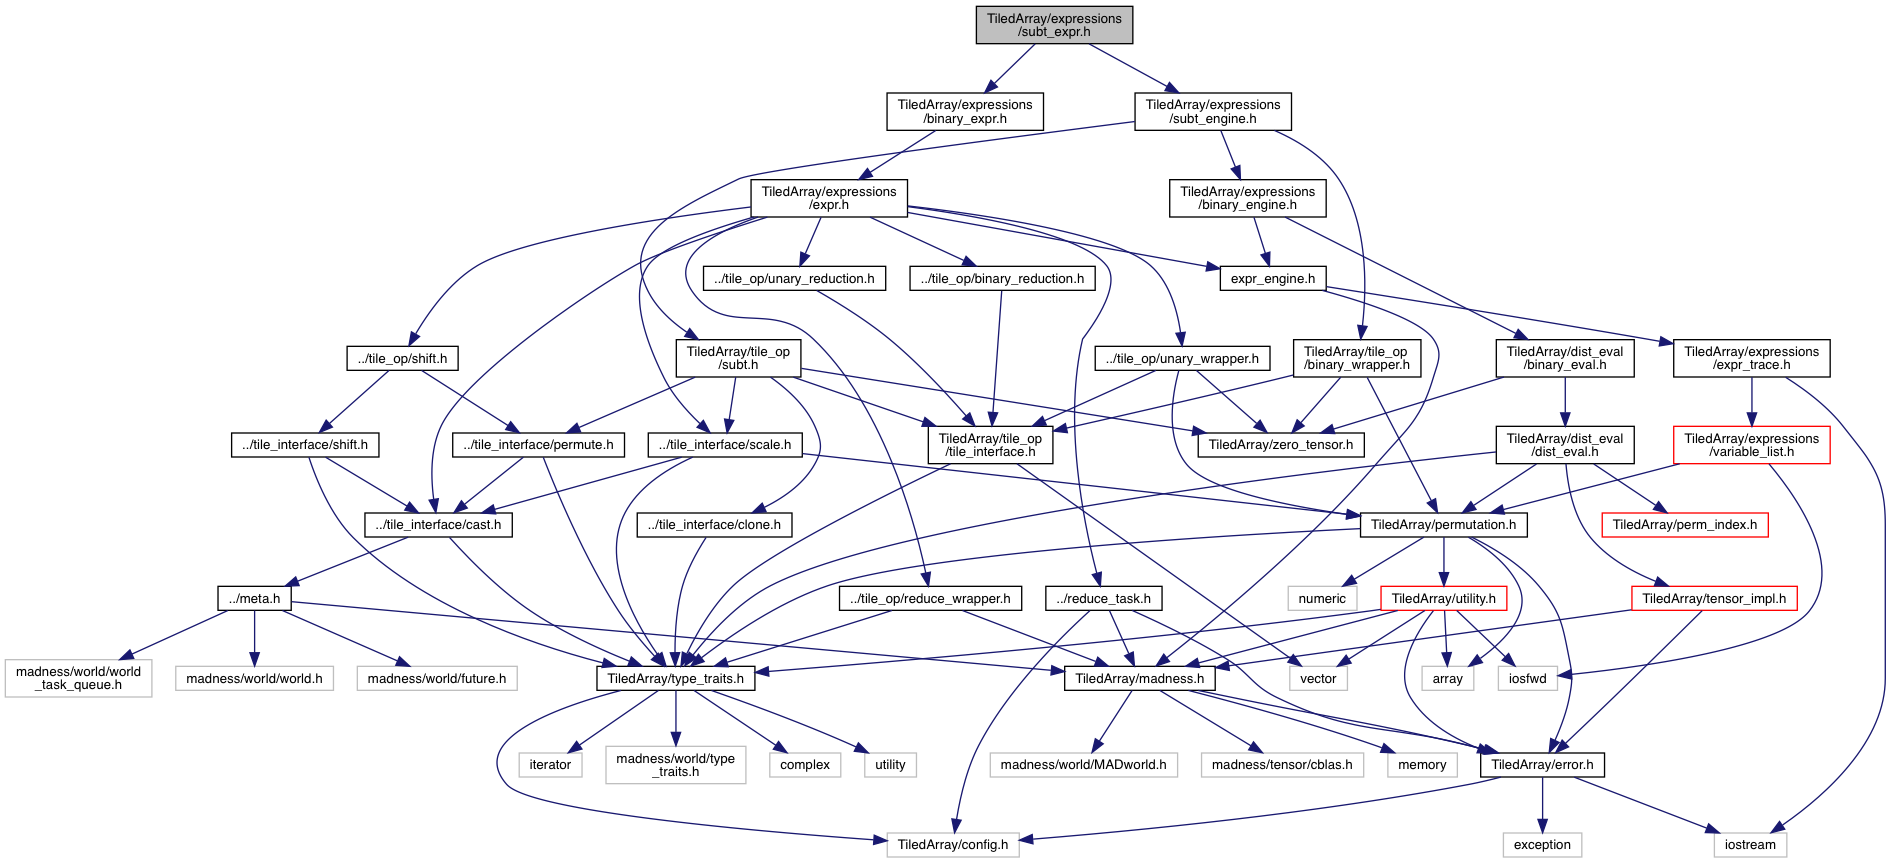 TiledArray/expressions
/subt_expr.h
TiledArray/expressions
/binary_expr.h
TiledArray/expressions
/subt_engine.h
TiledArray/expressions
/expr.h
TiledArray/expressions
/binary_engine.h
../tile_op/unary_reduction.h
../tile_op/binary_reduction.h
expr_engine.h
../tile_op/shift.h
TiledArray/tile_op
/subt.h
../tile_op/unary_wrapper.h
TiledArray/tile_op
/binary_wrapper.h
TiledArray/dist_eval
/binary_eval.h
TiledArray/expressions
/expr_trace.h
../tile_interface/shift.h
../tile_interface/permute.h
../tile_interface/scale.h
TiledArray/tile_op
/tile_interface.h
TiledArray/zero_tensor.h
TiledArray/dist_eval
/dist_eval.h
TiledArray/expressions
/variable_list.h
../tile_interface/cast.h
../tile_interface/clone.h
TiledArray/permutation.h
TiledArray/perm_index.h
../meta.h
../tile_op/reduce_wrapper.h
../reduce_task.h
numeric
TiledArray/utility.h
TiledArray/tensor_impl.h
madness/world/world
_task_queue.h
madness/world/world.h
madness/world/future.h
TiledArray/type_traits.h
TiledArray/madness.h
vector
array
iosfwd
iterator
madness/world/type
_traits.h
complex
utility
madness/world/MADworld.h
madness/tensor/cblas.h
memory
TiledArray/error.h
TiledArray/config.h
exception
iostream